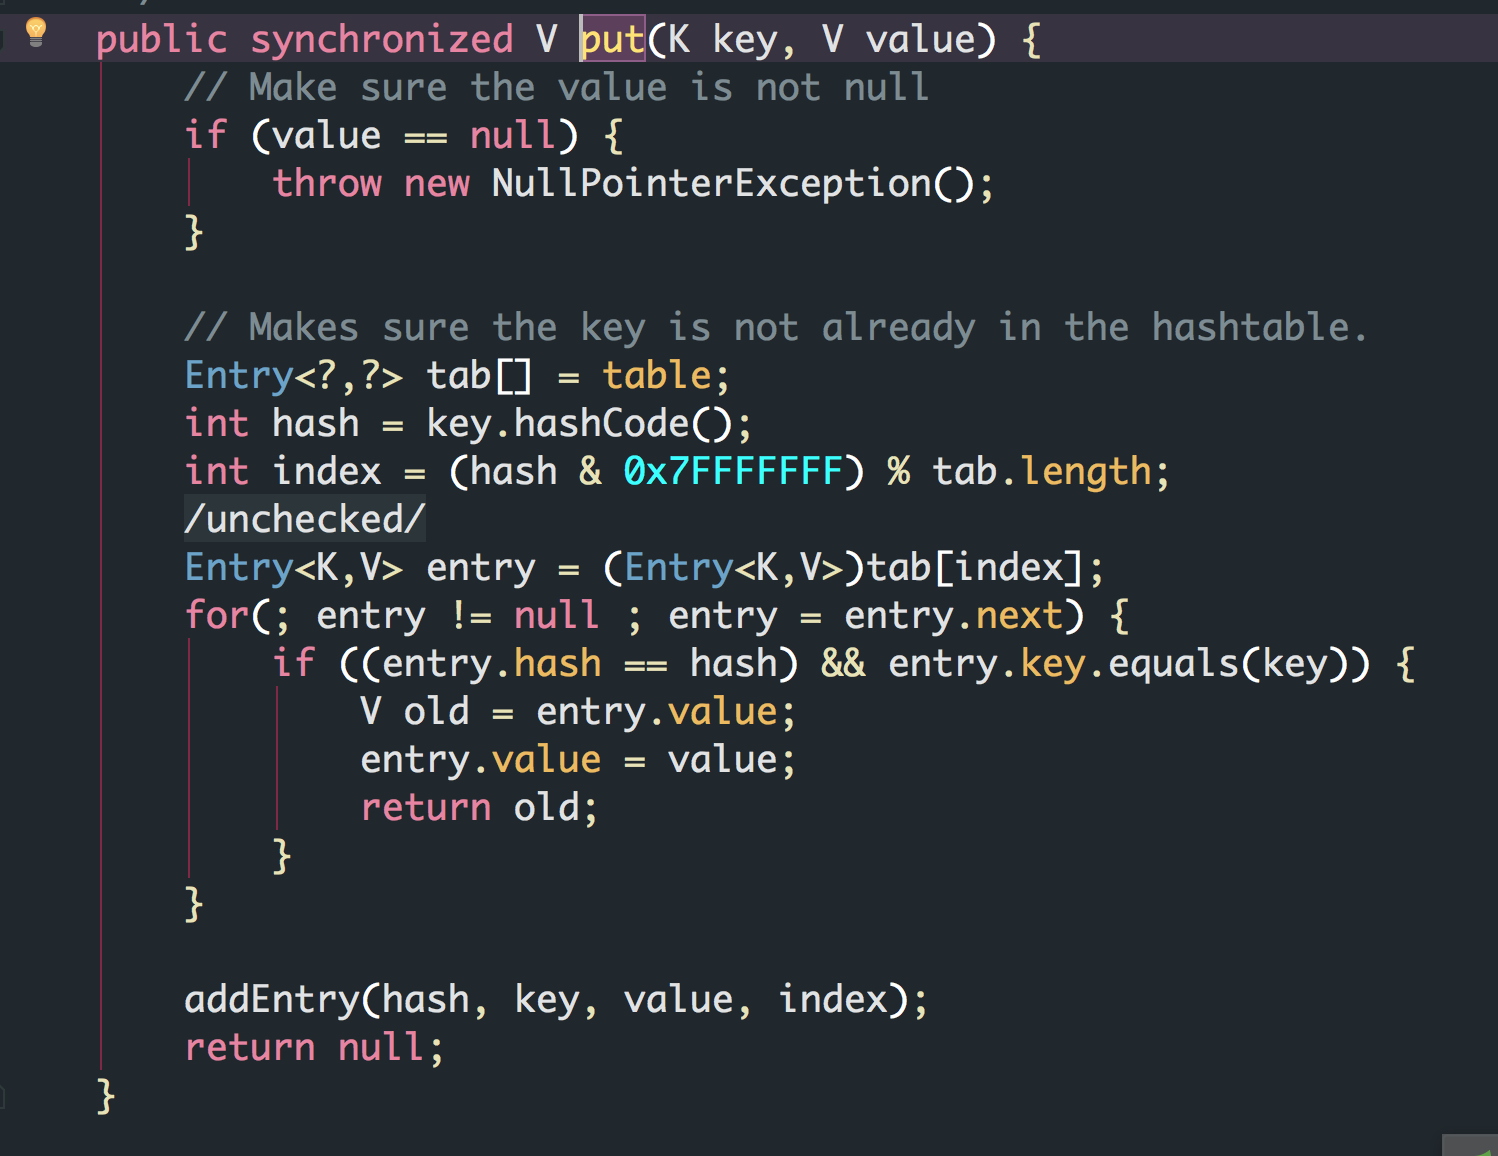 public synchronized V put(K key, V value) {
// Make sure the value is not null
if (value == null) {
throw new NullPointerException();
}
// Makes sure the key is not already in the hashtable.
Entry<?,?> tab[] = table;
int hash = key.hashCode();
int index = (hash & 0x7FFFFFFF) % tab.length;
/unchecked/
Entry<K,V> entry = (Entry<K,V>)tab[index];
for(; entry != null ; entry = entry.next) {
if ((entry.hash == hash) && entry.key.equals(key)) {
V old = entry.value;
entry.value = value;
return old;
}
}
addEntry(hash, key, value, index);
return null;
}